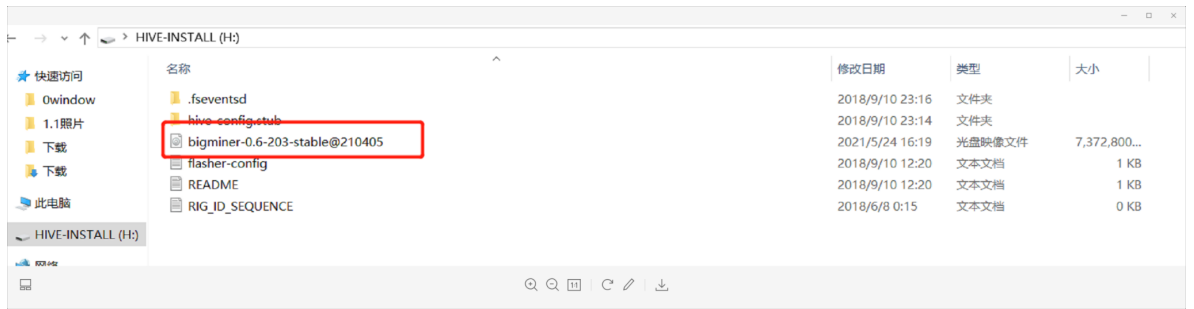 HIVE-INSTALL (H:)
名称 修改日期 类型 大小
快速访问
0window
1.1照片
下载
下载
此电脑
HIVE-INSTALL (H:)
网络
.fseventsd 2018/9/10 23:16 文件夹
hive-config.stub 2018/9/10 23:14 文件夹
bigminer-0.6-203-stable@210405 2021/5/24 16:19 光盘映像文件 7,372,800...
flasher-config 2018/9/10 12:20 文本文档 1 KB
README 2018/9/10 12:20 文本文档 1 KB
RIG_ID_SEQUENCE 2018/6/8 0:15 文本文档 0 KB
1:1